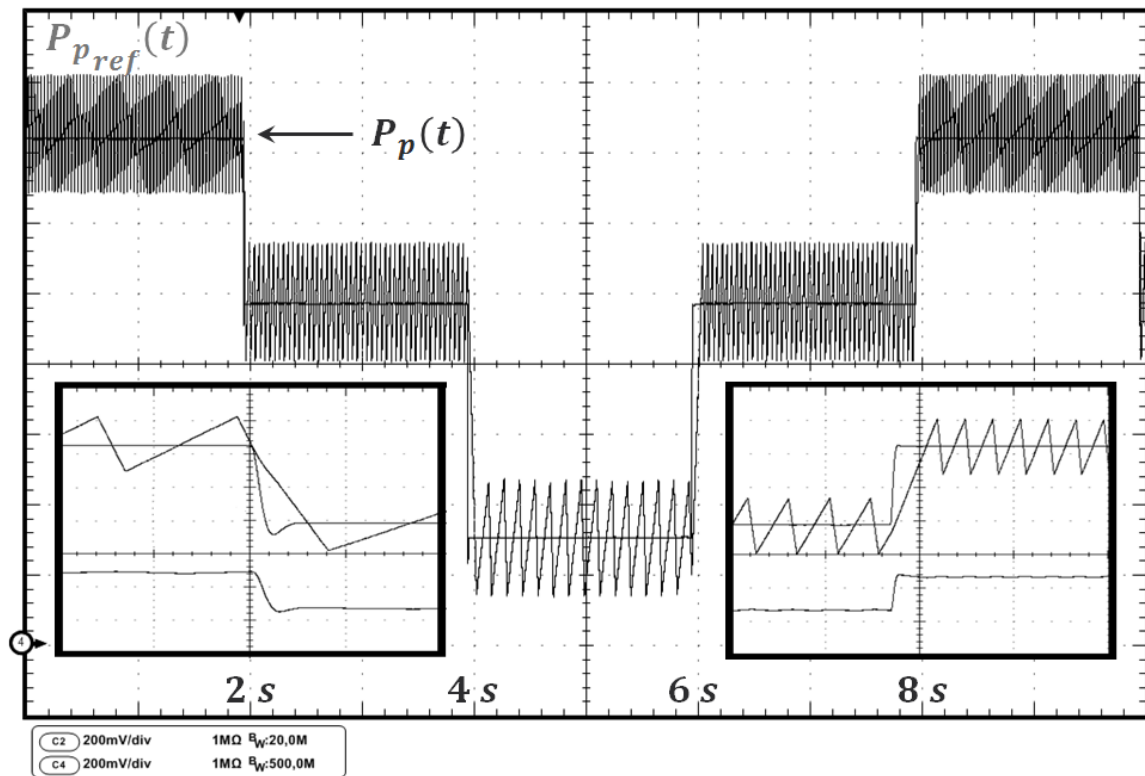 P_{p_{ref}}(t)
P_p(t)
2 s 4 s 6 s 8 s
4
C2 200mV/div 1MΩ B_W:20,0M
C4 200mV/div 1MΩ B_W:500,0M